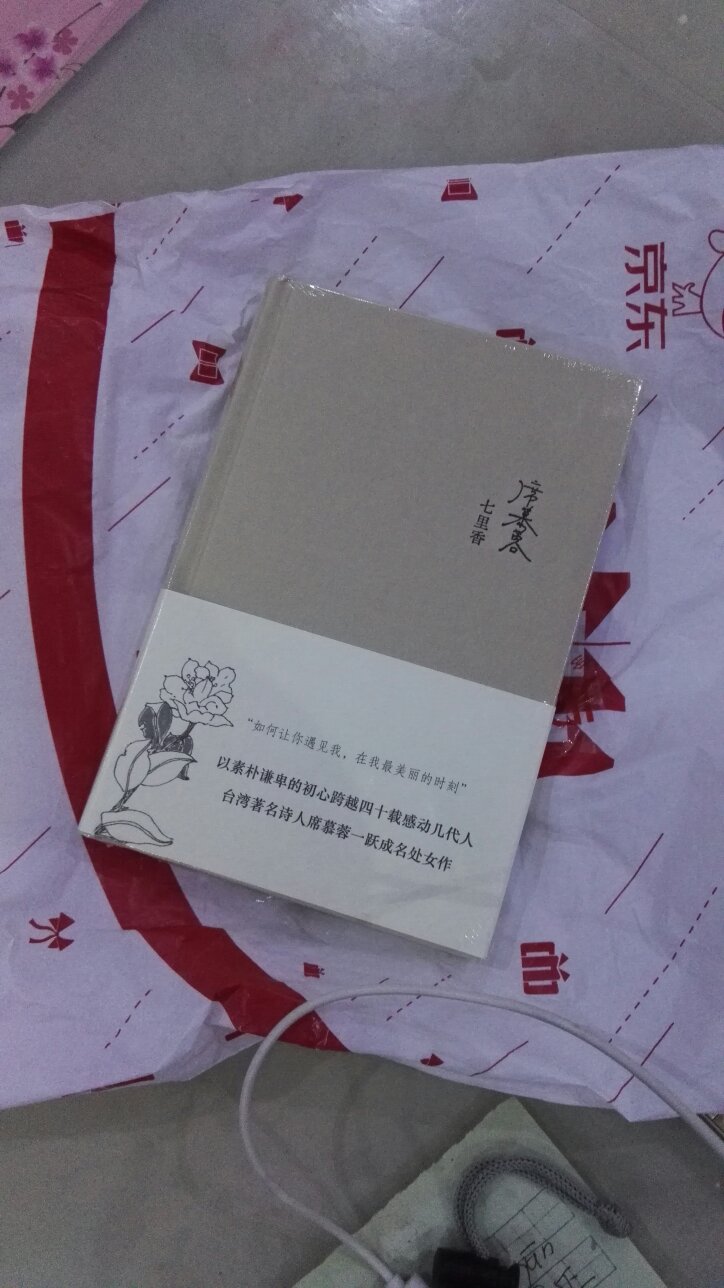 京东
席慕蓉
七里香
“如何让你遇见我，在我最美丽的时刻”
以素朴谦卑的初心跨越四十载感动几代人
台湾著名诗人席慕蓉一跃成名处女作